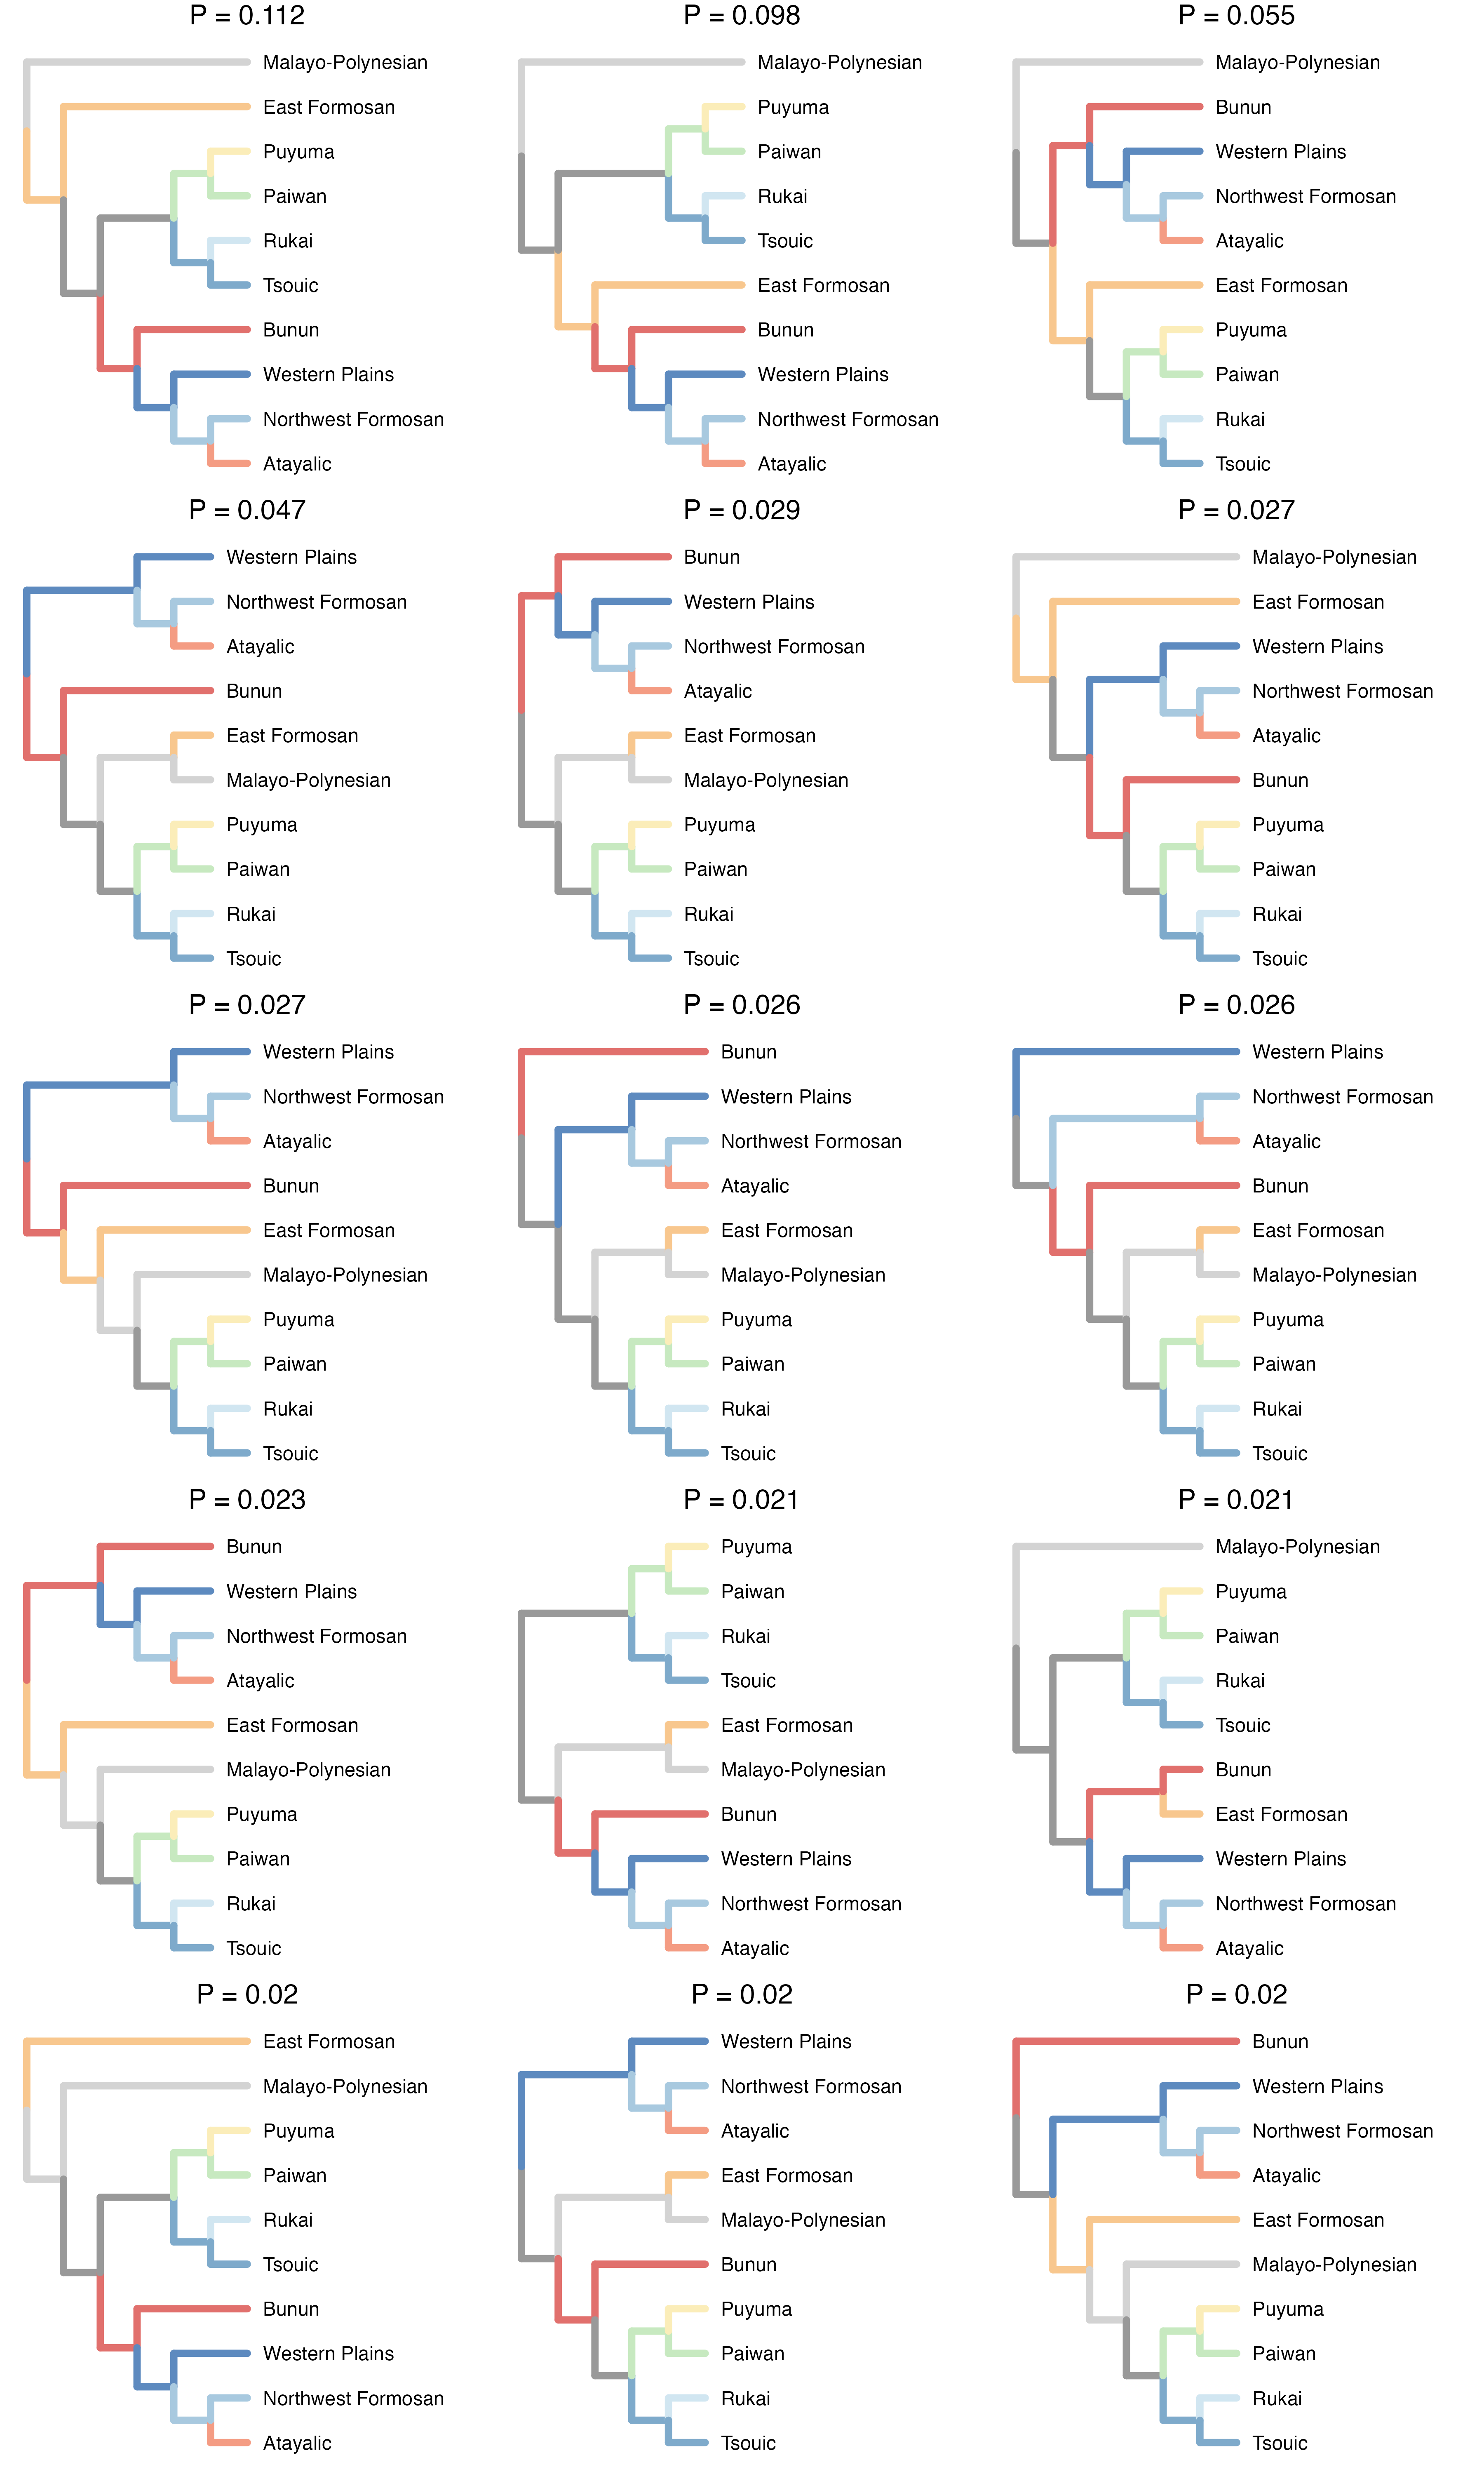 P = 0.112
Malayo-Polynesian
East Formosan
Puyuma
Paiwan
Rukai
Tsouic
Bunun
Western Plains
Northwest Formosan
Atayalic
P = 0.098
Malayo-Polynesian
Puyuma
Paiwan
Rukai
Tsouic
East Formosan
Bunun
Western Plains
Northwest Formosan
Atayalic
P = 0.055
Malayo-Polynesian
Bunun
Western Plains
Northwest Formosan
Atayalic
East Formosan
Puyuma
Paiwan
Rukai
Tsouic
P = 0.047
Western Plains
Northwest Formosan
Atayalic
Bunun
East Formosan
Malayo-Polynesian
Puyuma
Paiwan
Rukai
Tsouic
P = 0.029
Bunun
Western Plains
Northwest Formosan
Atayalic
East Formosan
Malayo-Polynesian
Puyuma
Paiwan
Rukai
Tsouic
P = 0.027
Malayo-Polynesian
East Formosan
Western Plains
Northwest Formosan
Atayalic
Bunun
Puyuma
Paiwan
Rukai
Tsouic
P = 0.027
Western Plains
Northwest Formosan
Atayalic
Bunun
East Formosan
Malayo-Polynesian
Puyuma
Paiwan
Rukai
Tsouic
P = 0.026
Bunun
Western Plains
Northwest Formosan
Atayalic
East Formosan
Malayo-Polynesian
Puyuma
Paiwan
Rukai
Tsouic
P = 0.026
Western Plains
Northwest Formosan
Atayalic
Bunun
East Formosan
Malayo-Polynesian
Puyuma
Paiwan
Rukai
Tsouic
P = 0.023
Bunun
Western Plains
Northwest Formosan
Atayalic
East Formosan
Malayo-Polynesian
Puyuma
Paiwan
Rukai
Tsouic
P = 0.021
Puyuma
Paiwan
Rukai
Tsouic
East Formosan
Malayo-Polynesian
Bunun
Western Plains
Northwest Formosan
Atayalic
P = 0.021
Malayo-Polynesian
Puyuma
Paiwan
Rukai
Tsouic
Bunun
East Formosan
Western Plains
Northwest Formosan
Atayalic
P = 0.02
East Formosan
Malayo-Polynesian
Puyuma
Paiwan
Rukai
Tsouic
Bunun
Western Plains
Northwest Formosan
Atayalic
P = 0.02
Western Plains
Northwest Formosan
Atayalic
East Formosan
Malayo-Polynesian
Bunun
Puyuma
Paiwan
Rukai
Tsouic
P = 0.02
Bunun
Western Plains
Northwest Formosan
Atayalic
East Formosan
Malayo-Polynesian
Puyuma
Paiwan
Rukai
Tsouic